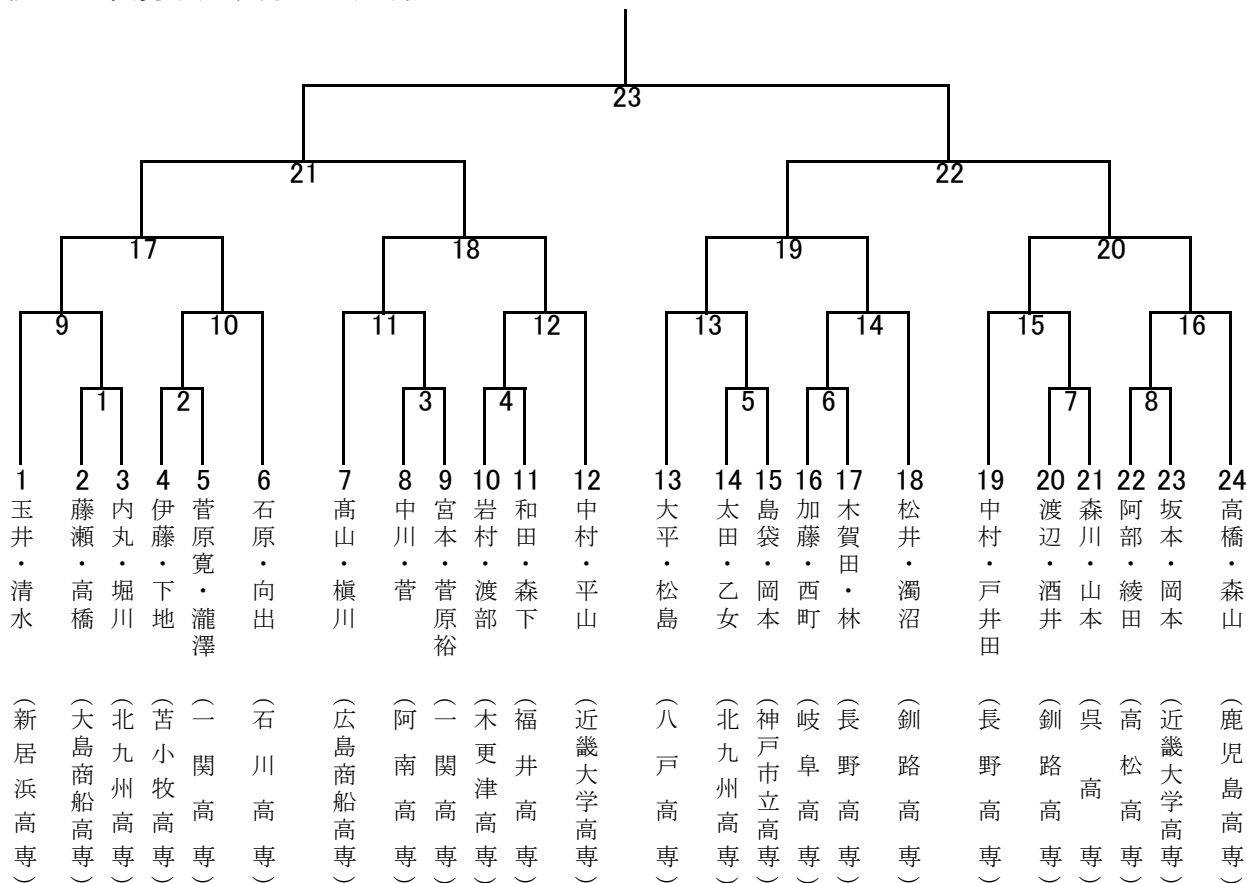 23
21
22
17
18
19
20
9
10
11
12
13
14
15
16
1
2
3
4
5
6
7
8
1
2
3
4
5
6
7
8
9
10
11
12
13
14
15
16
17
18
19
20
21
22
23
24
玉井・清水
藤瀬・高橋
内丸・堀川
伊藤・下地
菅原寛・瀧澤
石原・向出
髙山・槇川
中川・菅
宮本・菅原裕
岩村・渡部
和田・森下
中村・平山
大平・松島
太田・乙女
島袋・岡本
加藤・西町
木賀田・林
松井・濁沼
中村・戸井田
渡辺・酒井
森川・山本
阿部・綾田
坂本・岡本
高橋・森山
(新居浜高専)
(大島商船高専)
(北九州高専)
(苫小牧高専)
(一関高専)
(石川高専)
(広島商船高専)
(阿南高専)
(一関高専)
(木更津高専)
(福井高専)
(近畿大学高専)
(八戸高専)
(北九州高専)
(神戸市立高専)
(岐阜高専)
(長野高専)
(釧路高専)
(長野高専)
(釧路高専)
(呉高専)
(高松高専)
(近畿大学高専)
(鹿児島高専)